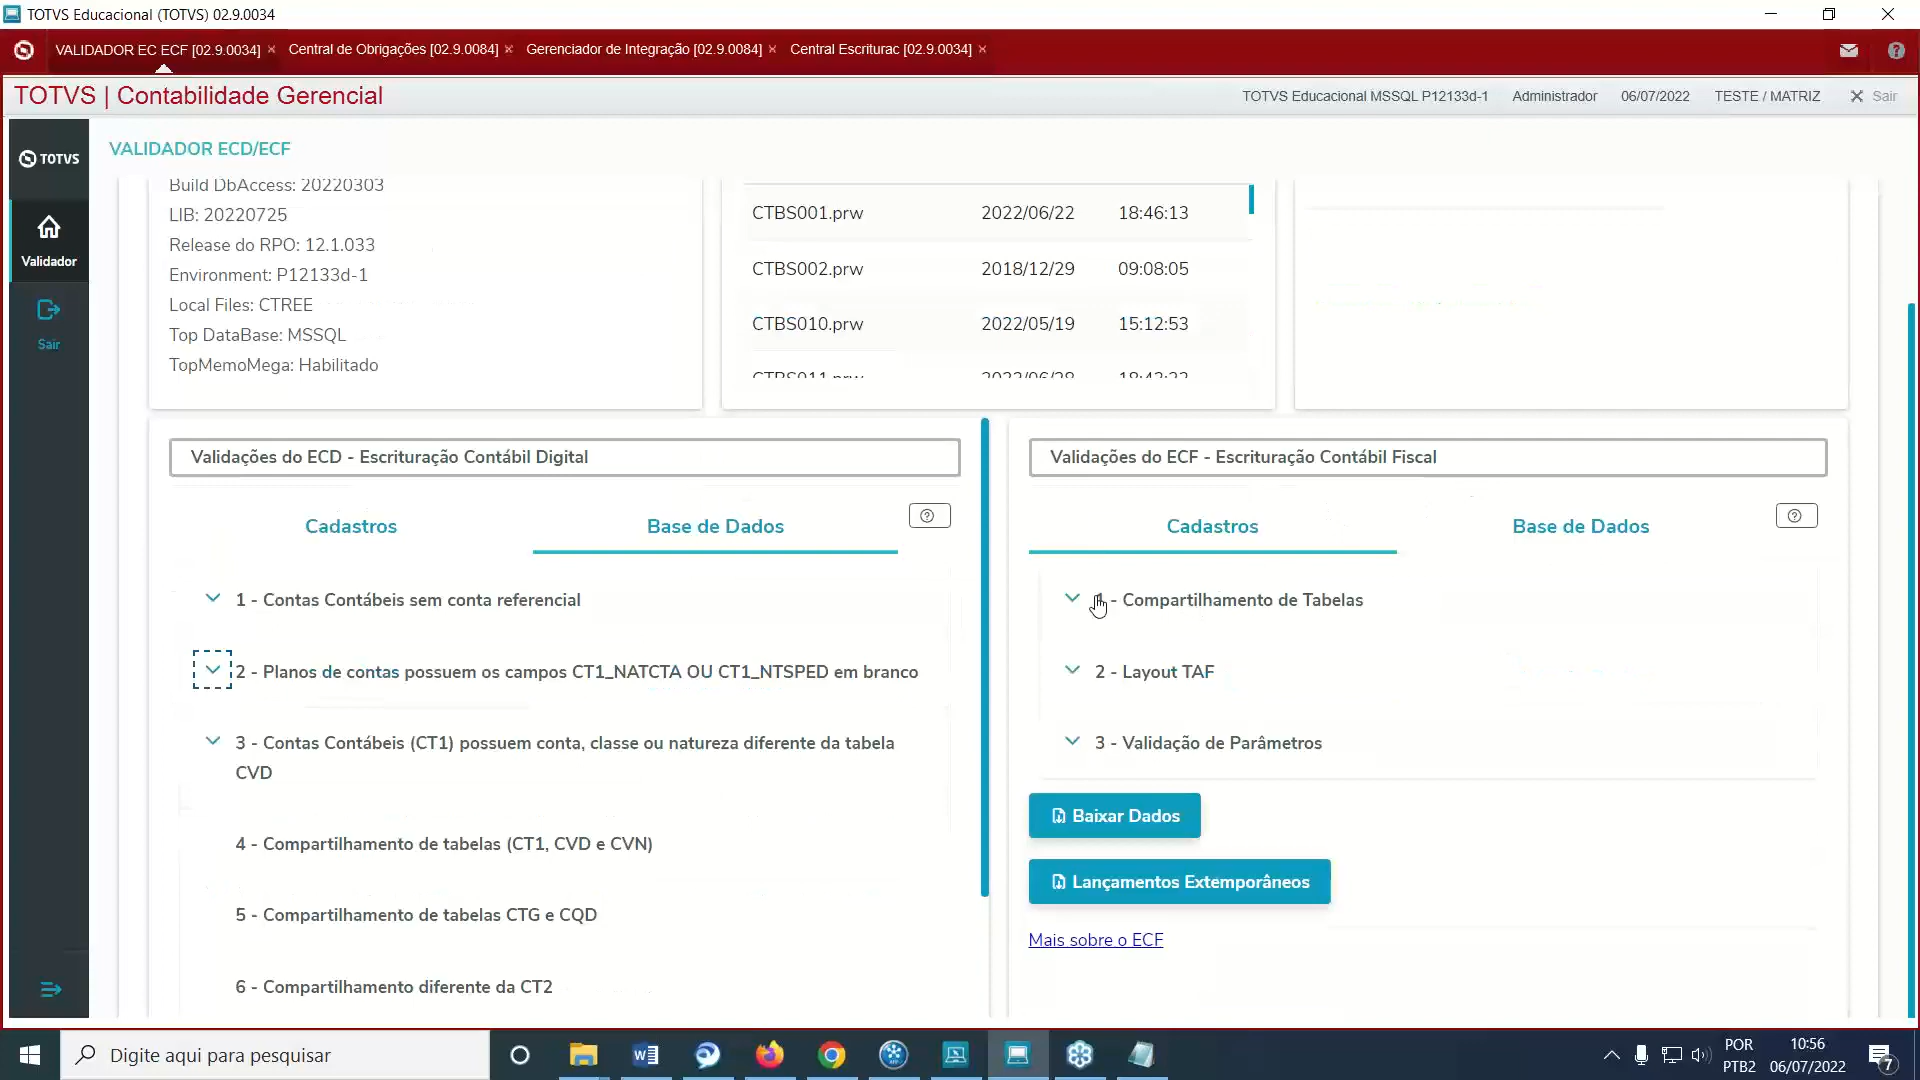 TOTVS Educacional (TOTVS) 02.9.0034
VALIDADOR EC ECF [02.9.0034]
Central de Obrigações [02.9.0084]
Gerenciador de Integração [02.9.0084]
Central Escriturac [02.9.0034]
TOTVS | Contabilidade Gerencial
TOTVS Educacional MSSQL P12133d-1
Administrador
06/07/2022
TESTE / MATRIZ
Sair
TOTVS
VALIDADOR ECD/ECF
Validador
Sair
Build DbAccess: 20220303
LIB: 20220725
Release do RPO: 12.1.033
Environment: P12133d-1
Local Files: CTREE
Top DataBase: MSSQL
TopMemoMega: Habilitado
CTBS001.prw 2022/06/22 18:46:13
CTBS002.prw 2018/12/29 09:08:05
CTBS010.prw 2022/05/19 15:12:53
Validações do ECD - Escrituração Contábil Digital
Cadastros
Base de Dados
1 - Contas Contábeis sem conta referencial
2 - Planos de contas possuem os campos CT1_NATCTA OU CT1_NTSPED em branco
3 - Contas Contábeis (CT1) possuem conta, classe ou natureza diferente da tabela
CVD
4 - Compartilhamento de tabelas (CT1, CVD e CVN)
5 - Compartilhamento de tabelas CTG e CQD
6 - Compartilhamento diferente da CT2
Validações do ECF - Escrituração Contábil Fiscal
Cadastros
Base de Dados
- Compartilhamento de Tabelas
2 - Layout TAF
3 - Validação de Parâmetros
Baixar Dados
Lançamentos Extemporâneos
Mais sobre o ECF
Digite aqui para pesquisar
POR
PTB2
10:56
06/07/2022
7